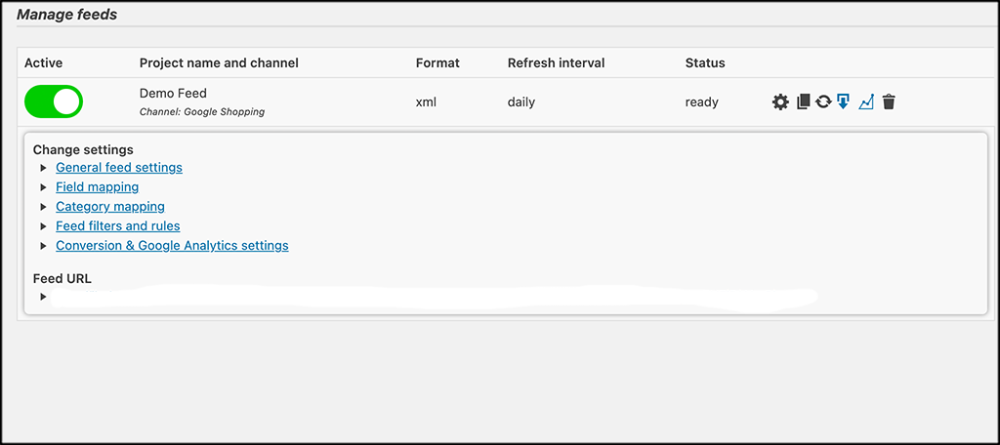 Manage feeds
Active Project name and channel Format Refresh interval Status
Demo Feed
Channel: Google Shopping
xml daily ready
Change settings
General feed settings
Field mapping
Category mapping
Feed filters and rules
Conversion & Google Analytics settings
Feed URL